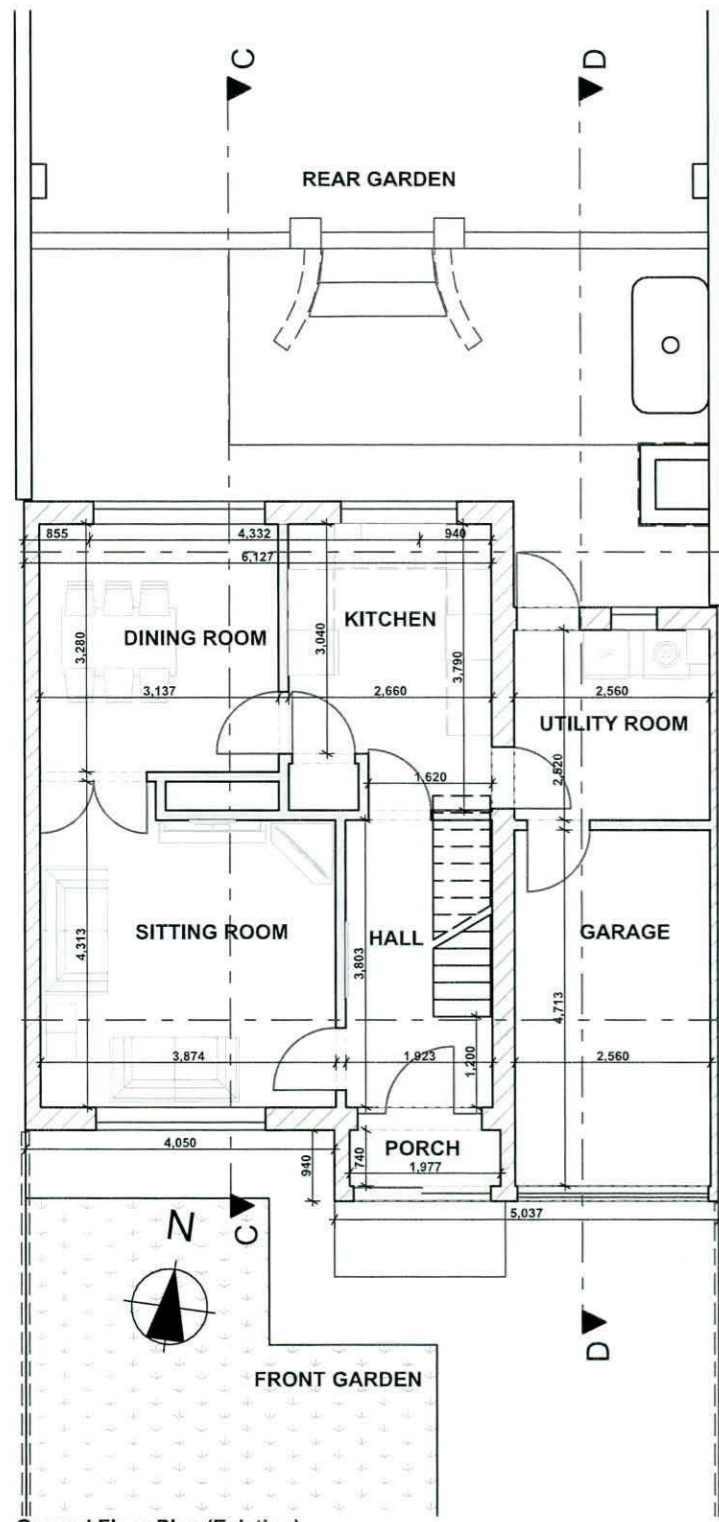 C
D
REAR GARDEN
855
4,332
940
6,127
KITCHEN
DINING ROOM
3,280
3,040
3,790
3,137
2,660
2,560
UTILITY ROOM
1,620
SITTING ROOM
HALL
GARAGE
4,313
3,803
4,713
3,874
1,923
1,200
2,560
PORCH
4,050
940
740
1,977
5,037
C
N
D
FRONT GARDEN